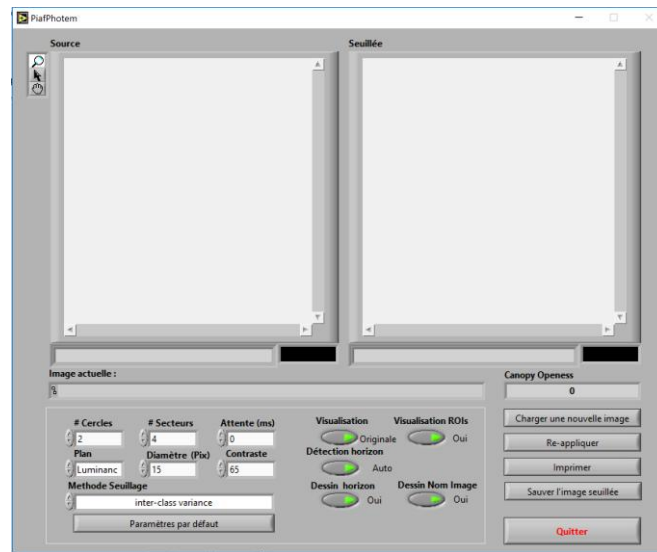 PiafPhotem
Source
Seuillée
Image actuelle :
Canopy Openess
0
# Cercles
# Secteurs
Attente (ms)
2
4
0
Plan
Diamètre (Pix)
Contraste
Luminanc
15
65
Methode Seuillage
inter-class variance
Paramètres par défaut
Visualisation
Visualisation ROIs
Originale
Oui
Détection horizon
Auto
Dessin horizon
Dessin Nom Image
Oui
Oui
Charger une nouvelle image
Re-appliquer
Imprimer
Sauver l'image seuillée
Quitter